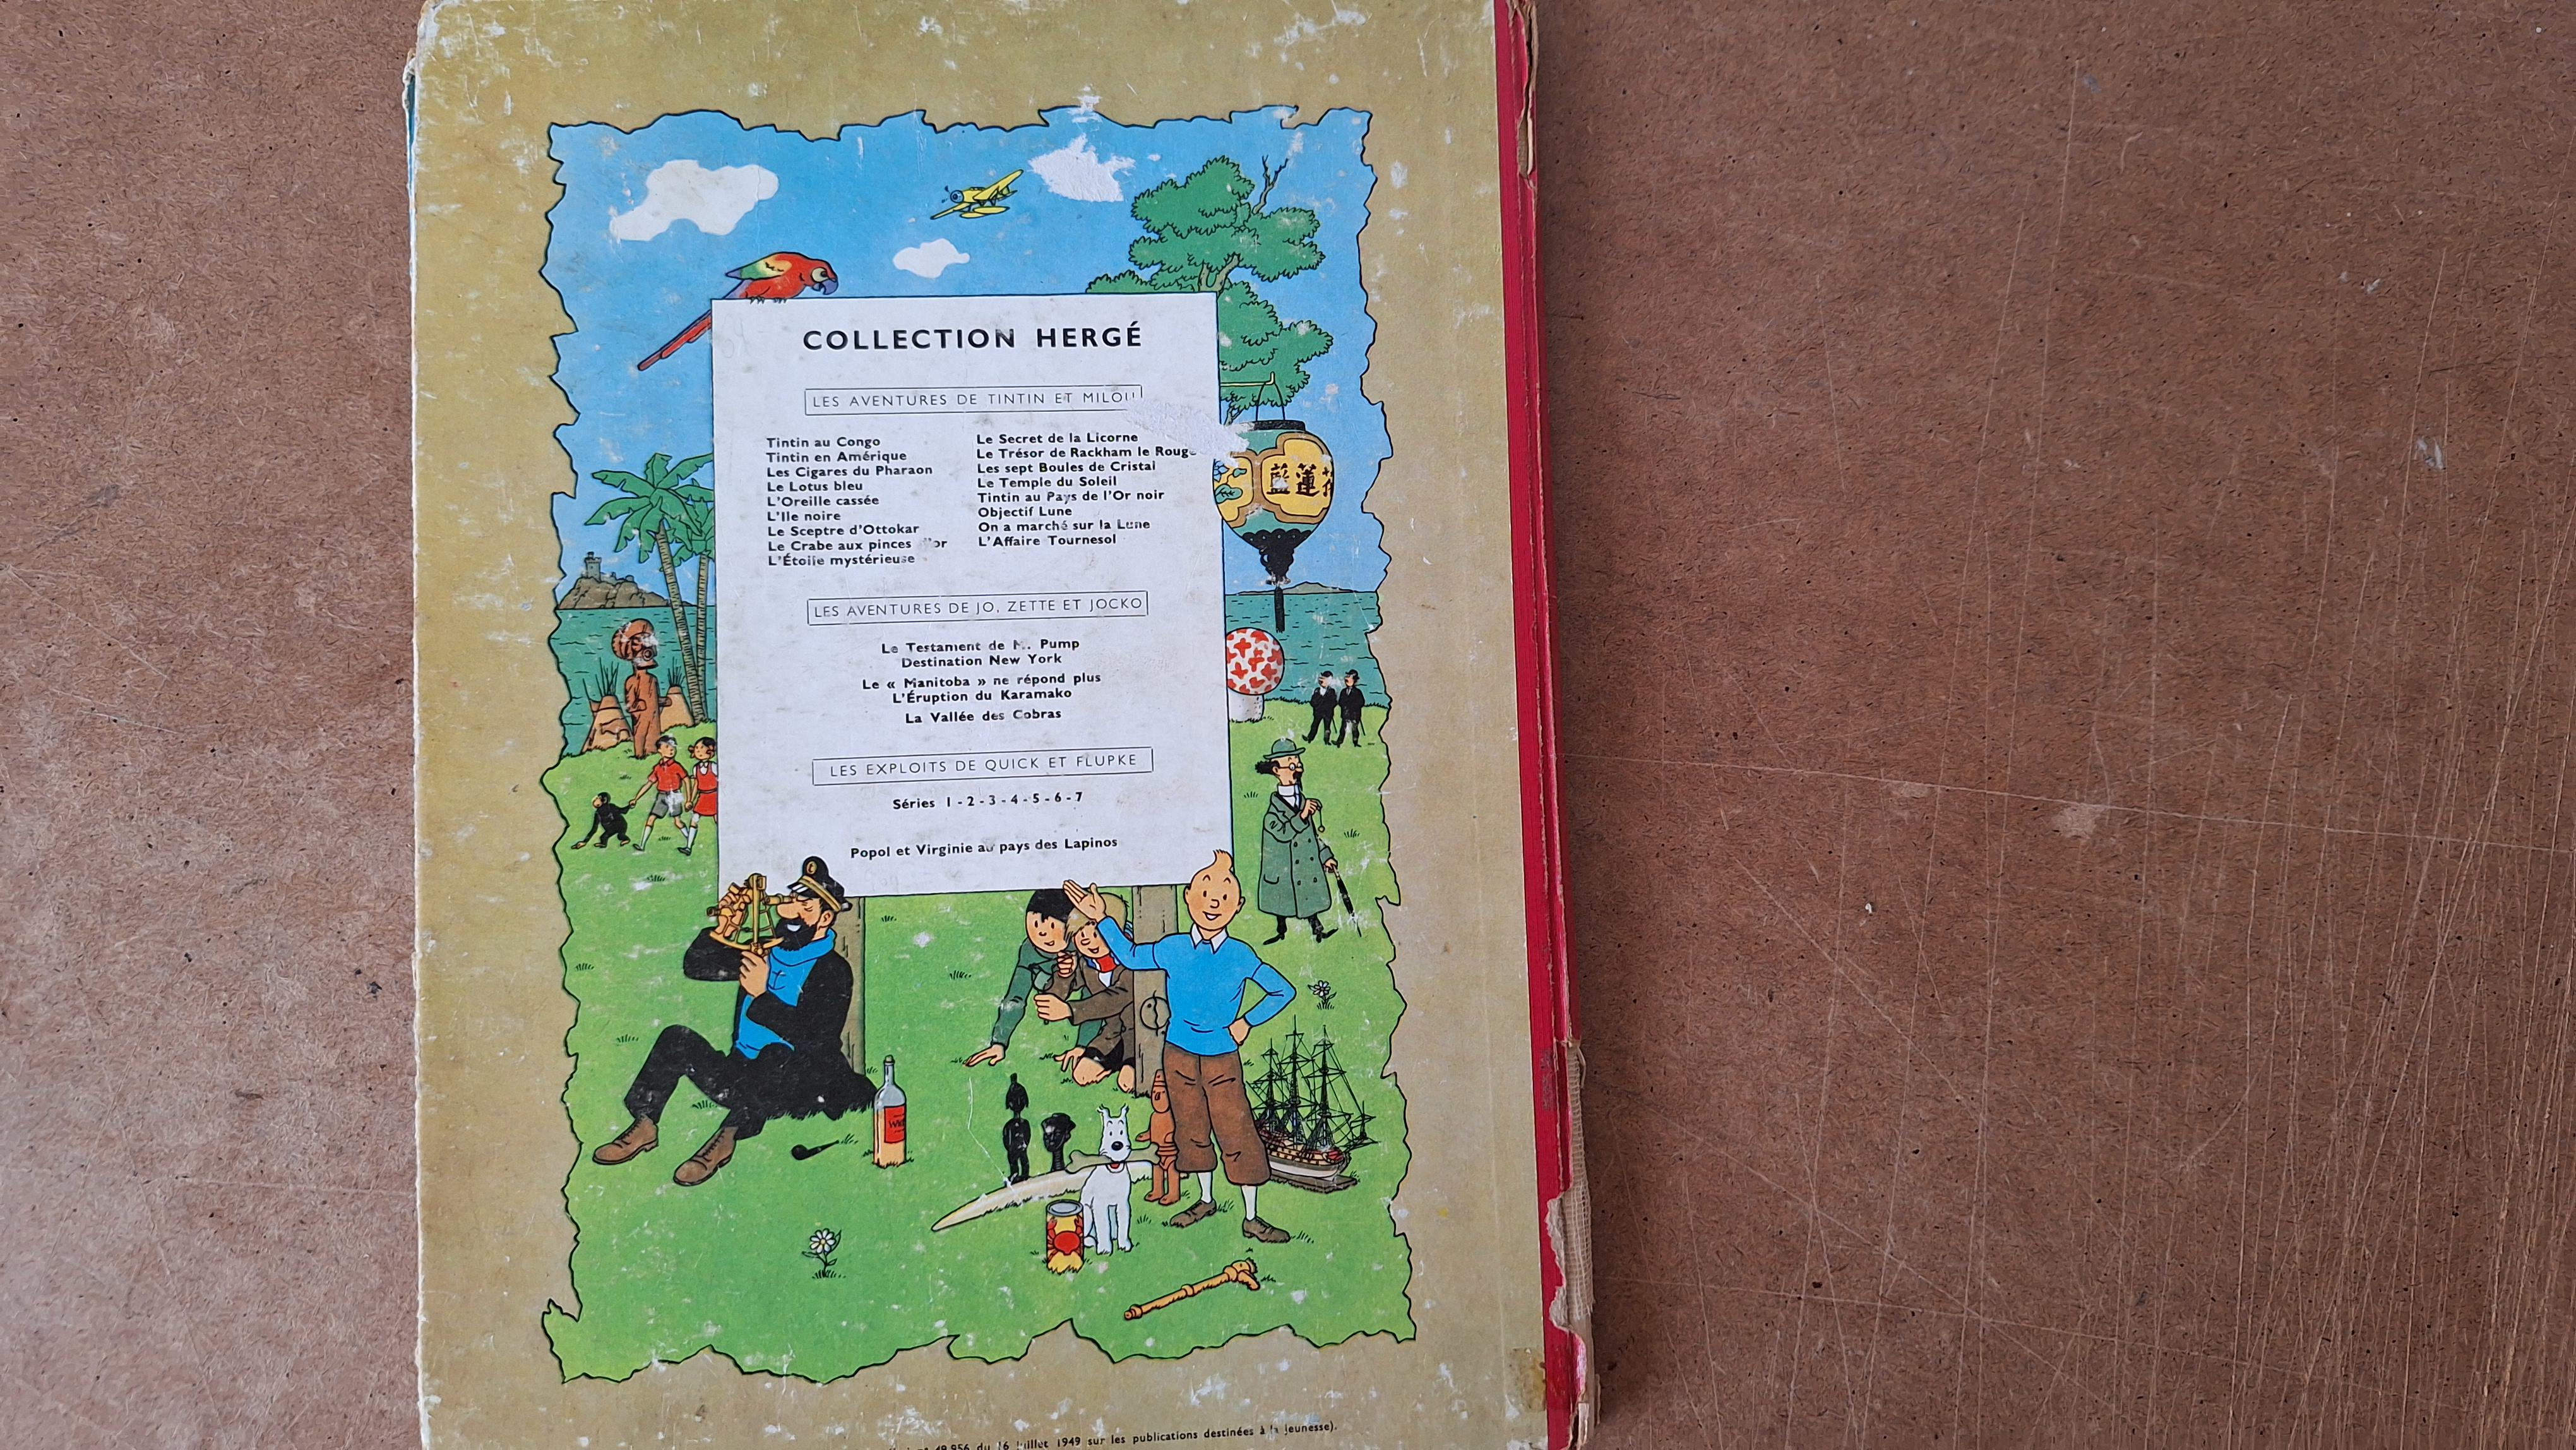 COLLECTION HERGÉ
LES AVENTURES DE TINTIN ET MILOU
Tintin au Congo
Tintin en Amérique
Les Cigares du Pharaon
Le Lotus bleu
L'Oreille cassée
L'Ile noire
Le Sceptre d'Ottokar
Le Crabe aux pinces d'or
L'Étoile mystérieuse
Le Secret de la Licorne
Le Trésor de Rackham le Rouge
Les sept Boules de Cristal
Le Temple du Soleil
Tintin au Pays de l'Or noir
Objectif Lune
On a marché sur la Lune
L'Affaire Tournesol
LES AVENTURES DE JO, ZETTE ET JOCKO
Le Testament de M. Pump
Destination New York
Le « Manitoba » ne répond plus
L'Éruption du Karamako
La Vallée des Cobras
LES EXPLOITS DE QUICK ET FLUPKE
Séries 1 - 2 - 3 - 4 - 5 - 6 - 7
Popol et Virginie au pays des Lapinos
藍蓮
49.956 du 16 juillet 1949 sur les publications destinées à la jeunesse).